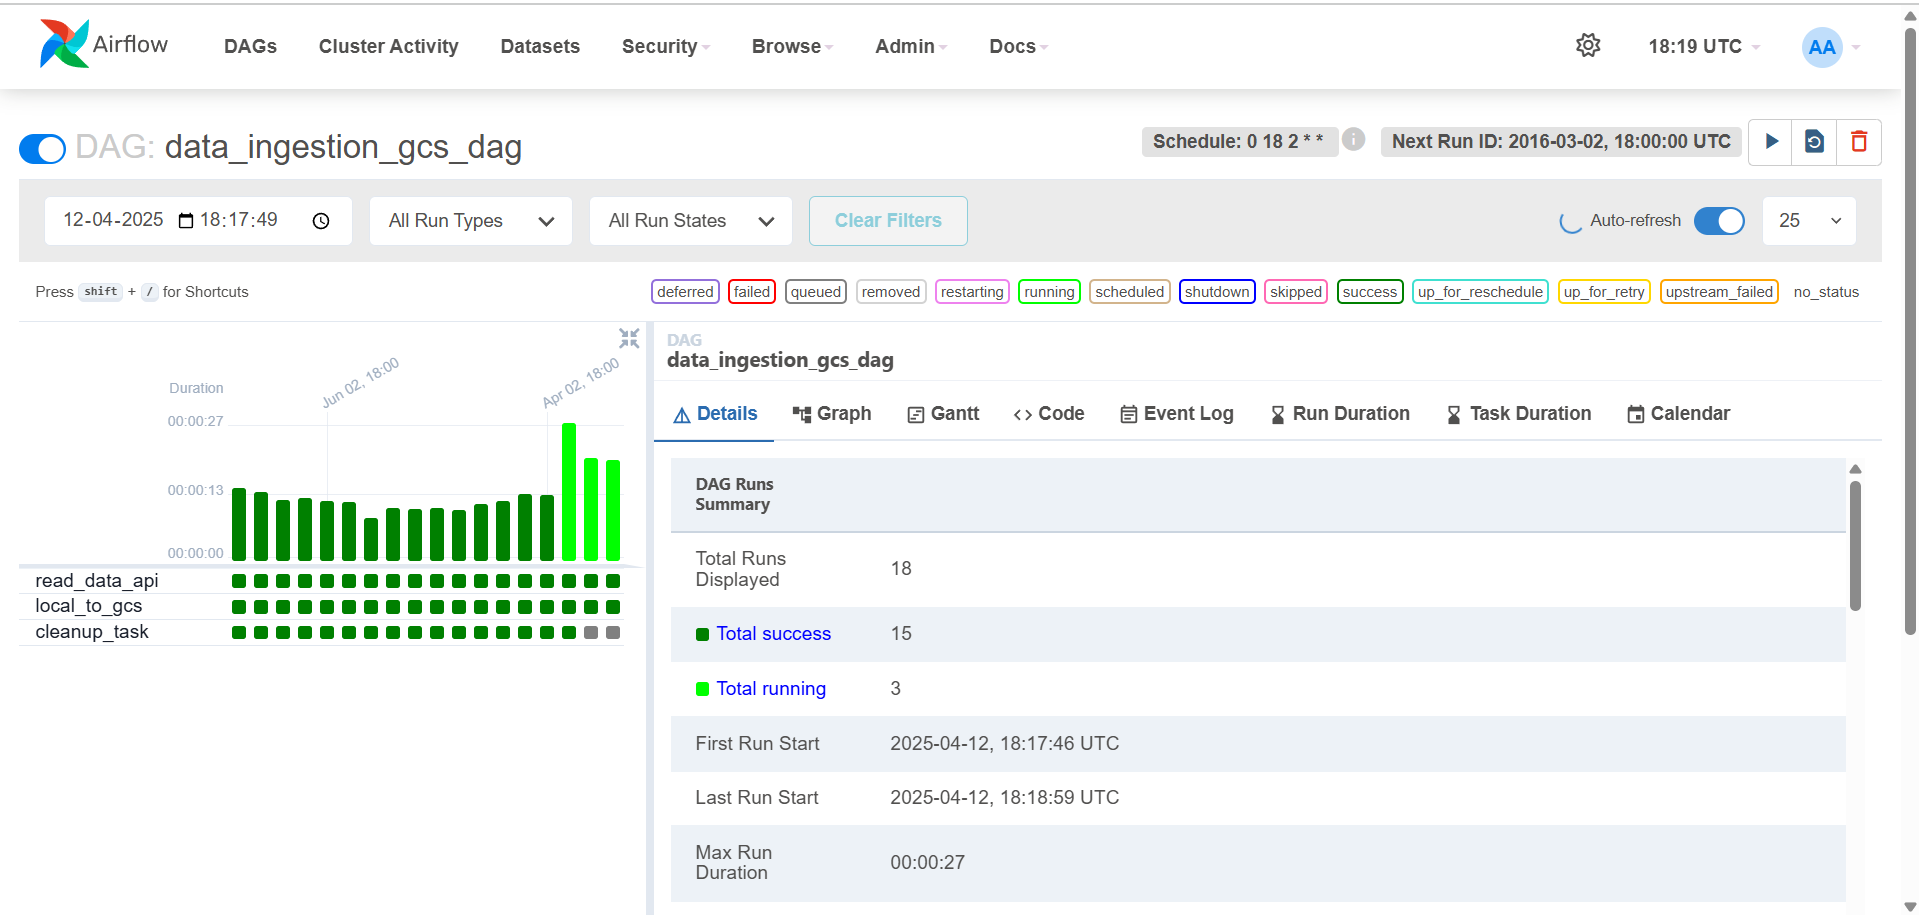 Airflow DAGs Cluster Activity Datasets Security Browse Admin Docs 18:19 UTC AA
DAG: data_ingestion_gcs_dag Schedule: 0 18 2 * * i Next Run ID: 2016-03-02, 18:00:00 UTC
12-04-2025 18:17:49 All Run Types All Run States Clear Filters Auto-refresh 25
Press shift + / for Shortcuts deferred failed queued removed restarting running scheduled shutdown skipped success up_for_reschedule up_for_retry upstream_failed no_status
Jun 02, 18:00
Apr 02, 18:00
Duration
00:00:27
00:00:13
00:00:00
read_data_api
local_to_gcs
cleanup_task
DAG
data_ingestion_gcs_dag
Details Graph Gantt Code Event Log Run Duration Task Duration Calendar
DAG Runs
Summary
Total Runs
Displayed
18
Total success 15
Total running 3
First Run Start 2025-04-12, 18:17:46 UTC
Last Run Start 2025-04-12, 18:18:59 UTC
Max Run
Duration
00:00:27